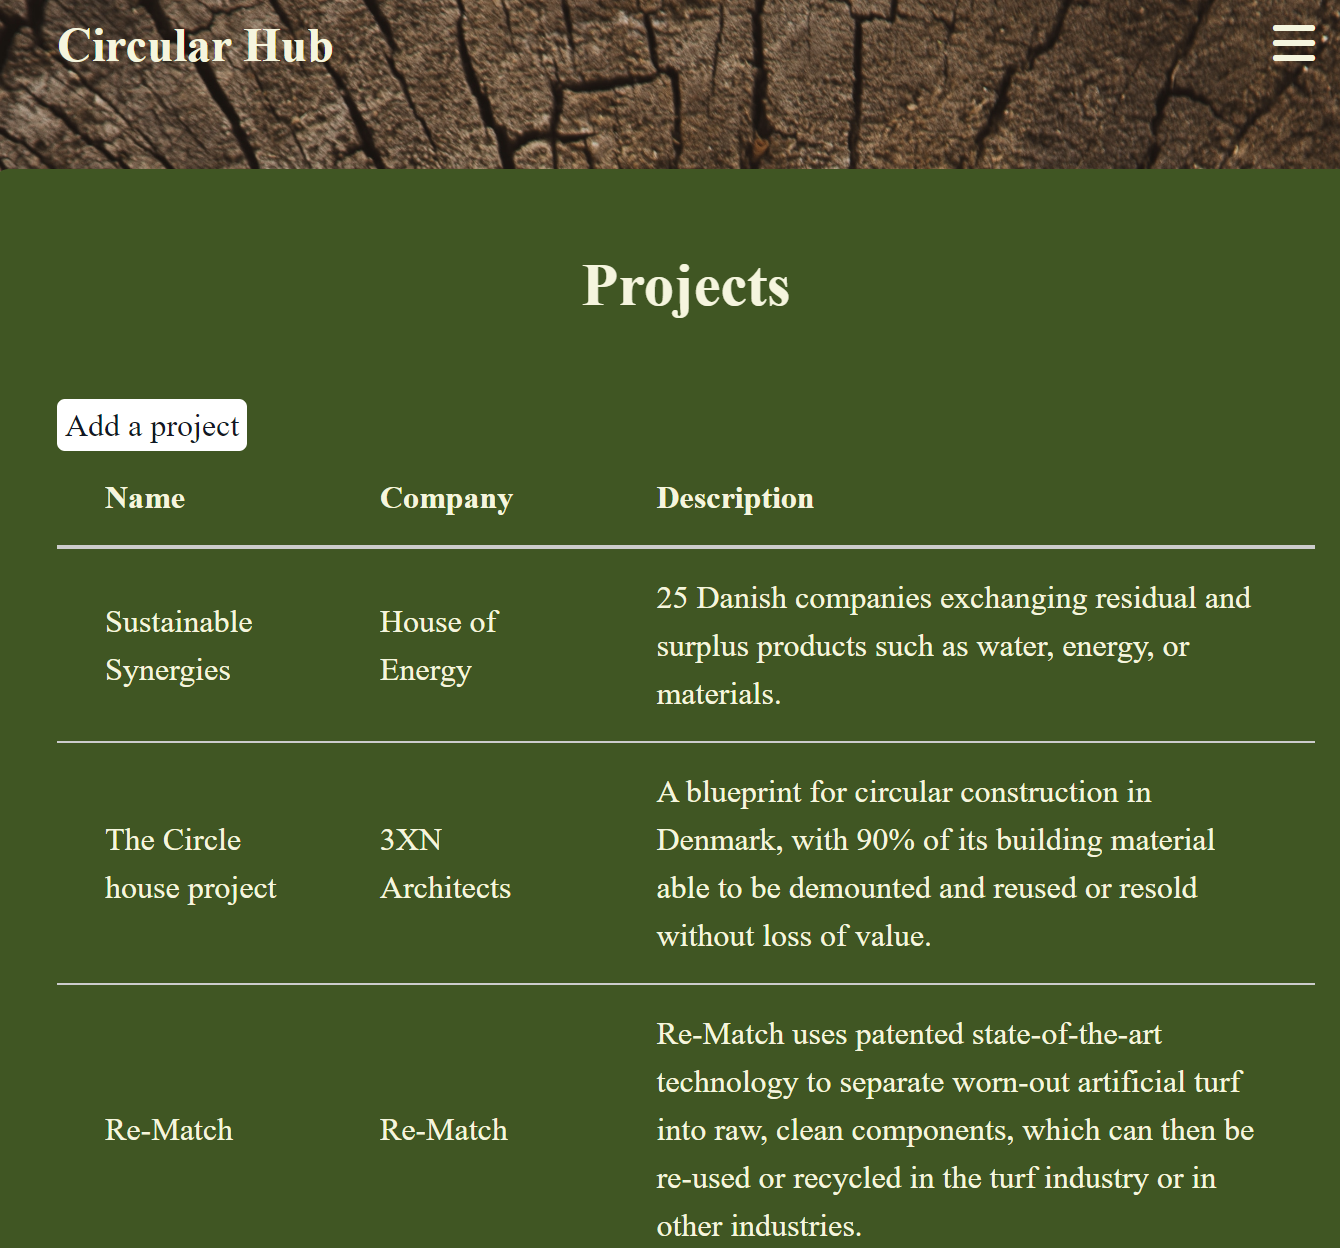 Circular Hub
Projects
Add a project
Name Company Description
Sustainable Synergies
House of Energy
25 Danish companies exchanging residual and
surplus products such as water, energy, or
materials.
The Circle
house project
3XN
Architects
A blueprint for circular construction in
Denmark, with 90% of its building material
able to be demounted and reused or resold
without loss of value.
Re-Match
Re-Match
Re-Match uses patented state-of-the-art
technology to separate worn-out artificial turf
into raw, clean components, which can then be
re-used or recycled in the turf industry or in
other industries.